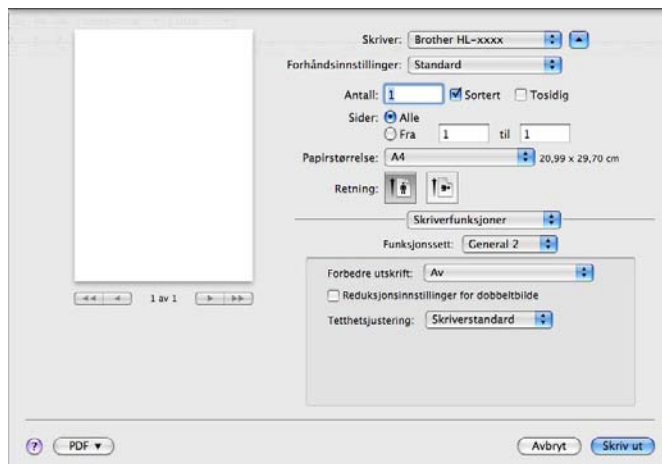 Skriver: Brother HL-xxxx
Forhåndsinnstillinger: Standard
Antall: 1 Sortert Tosidig
Sider: Alle
Fra 1 til 1
Papirstørrelse: A4 20,99 x 29,70 cm
Retning:
Skriverfunksjoner
Funksjonssett: General 2
Forbedre utskrift: Av
Reduksjonsinnstillinger for dobbeltbilde
Tetthetsjustering: Skriverstandard
1 av 1
? PDF ▼ Avbryt Skriv ut